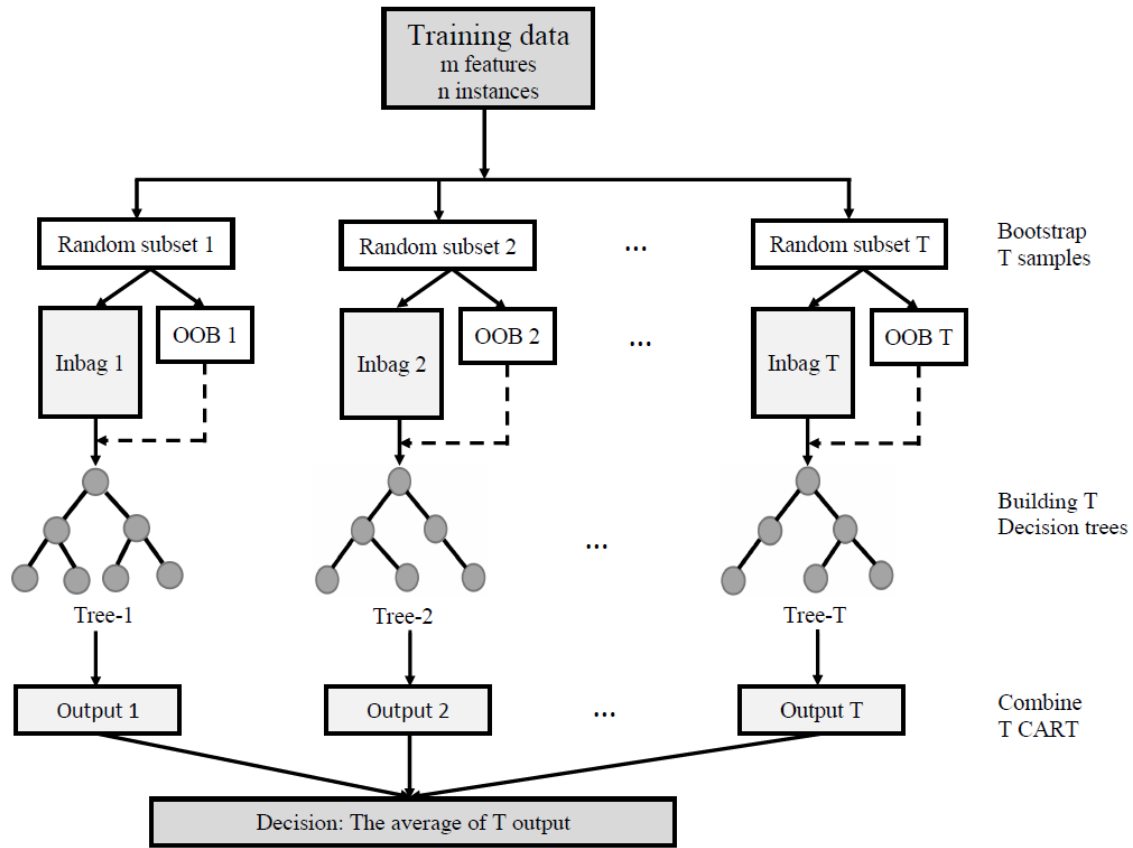 Training data
m features
n instances
Random subset 1
Random subset 2
...
Random subset T
Bootstrap
T samples
Inbag 1
OOB 1
Inbag 2
OOB 2
...
Inbag T
OOB T
Building T
Decision trees
...
Tree-1
Tree-2
Tree-T
Output 1
Output 2
...
Output T
Combine
T CART
Decision: The average of T output